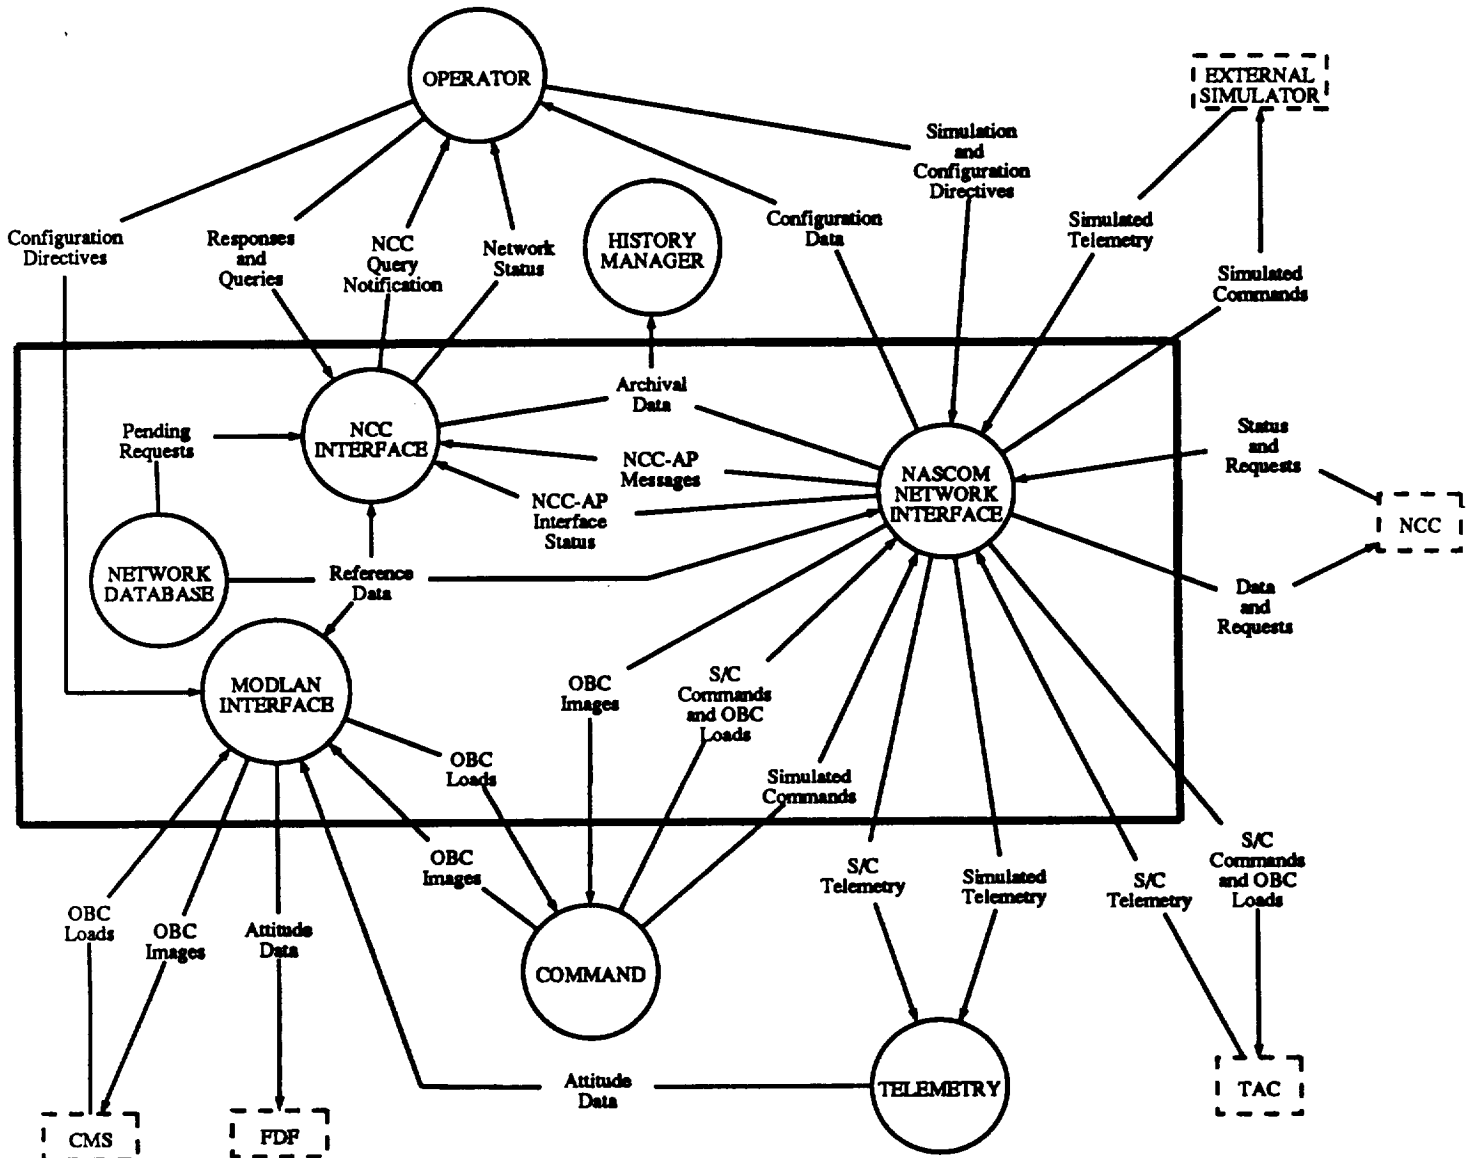 OPERATOR
EXTERNAL
SIMULATOR
Simulation
and
Configuration
Directives
Configuration
Directives
Responses
and
Queries
NCC
Query
Notification
Network
Status
HISTORY
MANAGER
Configuration
Data
Simulated
Telemetry
Simulated
Commands
Archival
Data
Pending
Requests
NCC
INTERFACE
NCC-AP
Messages
NCC-AP
Interface
Status
NASCOM
NETWORK
INTERFACE
Status
and
Requests
NCC
NETWORK
DATABASE
Reference
Data
Data
and
Requests
MODLAN
INTERFACE
OBC
Images
S/C
Commands
and OBC
Loads
OBC
Loads
Simulated
Commands
OBC
Images
S/C
Telemetry
Simulated
Telemetry
S/C
Telemetry
S/C
Commands
and OBC
Loads
OBC
Loads
OBC
Images
Attitude
Data
COMMAND
Attitude
Data
TELEMETRY
TAC
CMS
FDF